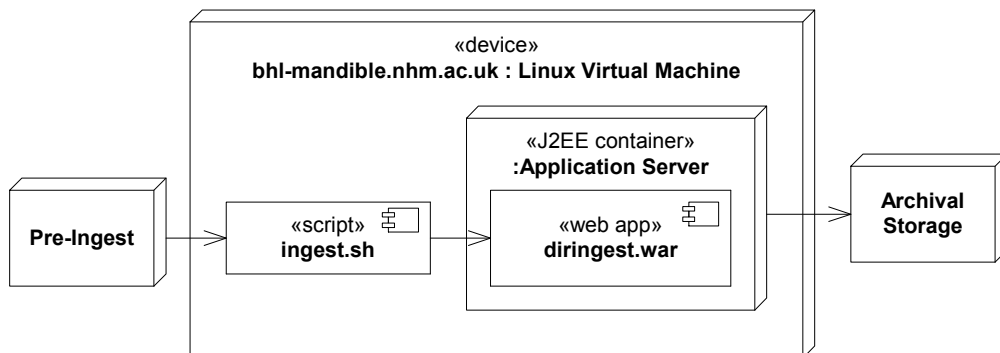 «device»
bhl-mandible.nhm.ac.uk : Linux Virtual Machine
«J2EE container»
:Application Server
Pre-Ingest
«script»
ingest.sh
«web app»
diringest.war
Archival
Storage